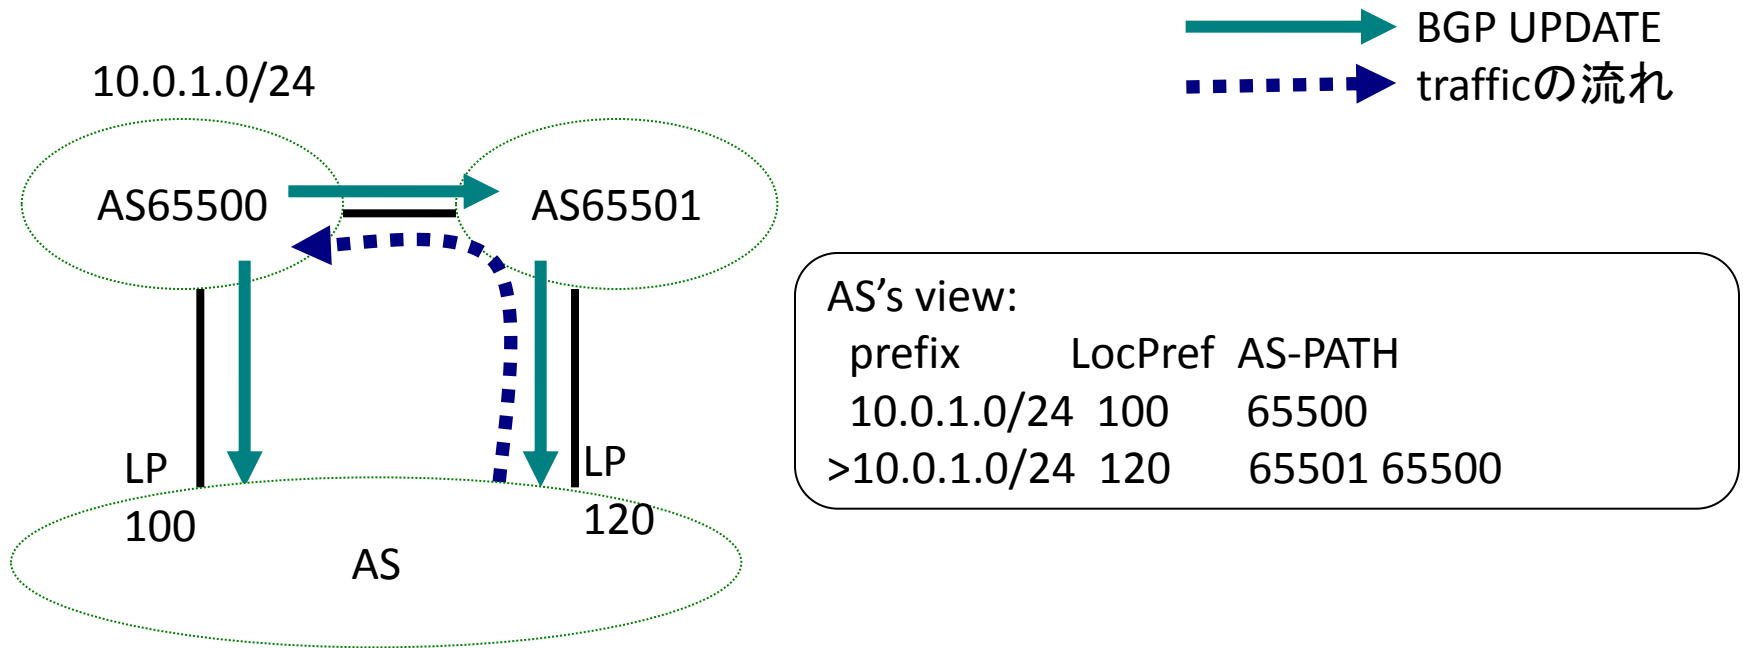 BGP UPDATE
trafficの流れ
10.0.1.0/24
AS65500
AS65501
AS’s view:
prefix LocPref AS-PATH
10.0.1.0/24 100 65500
>10.0.1.0/24 120 65501 65500
LP
100
LP
120
AS